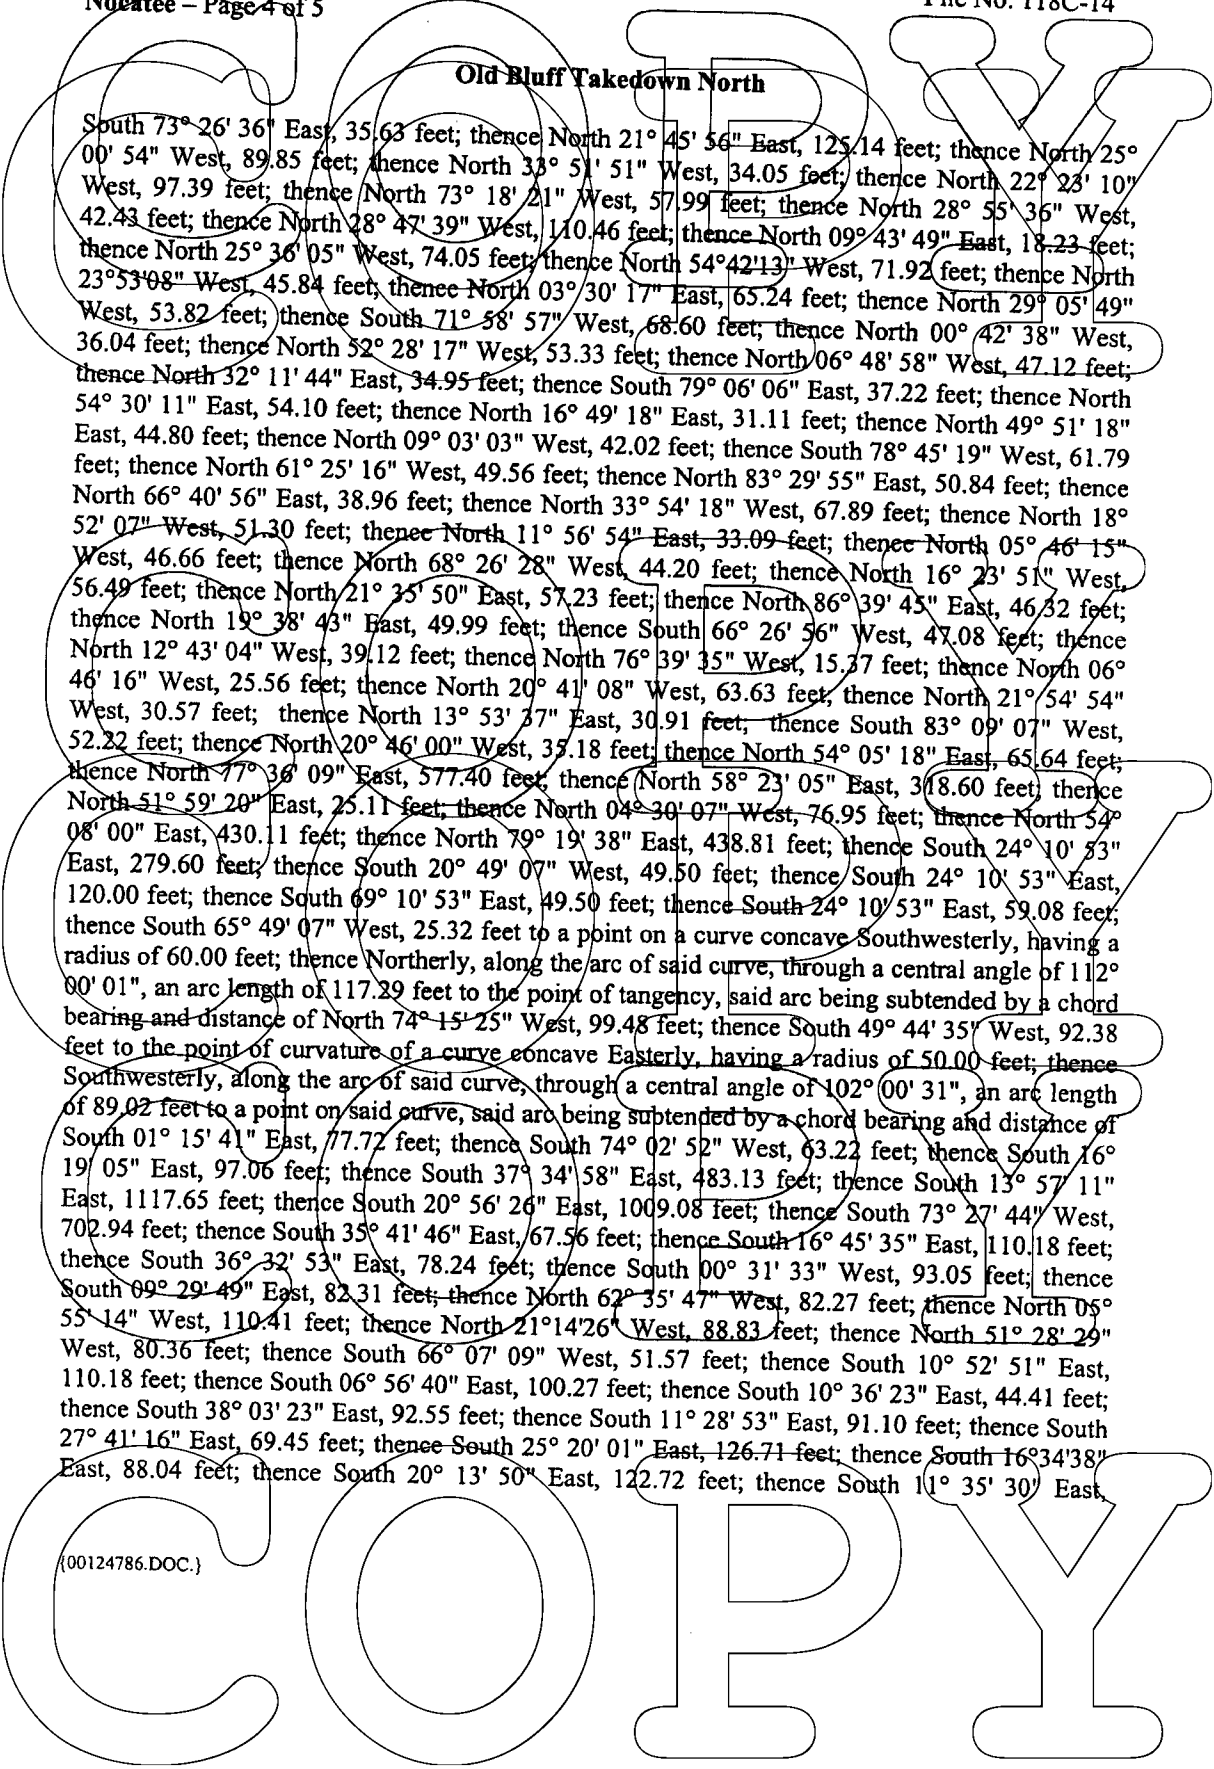 Nocatee – Page 4 of 5
File No. 118C-14
Old Bluff Takedown North
South 73° 26' 36" East, 35.63 feet; thence North 21° 45' 56" East, 125.14 feet; thence North 25°
00' 54" West, 89.85 feet; thence North 33° 51' 51" West, 34.05 feet; thence North 22° 23' 10"
West, 97.39 feet; thence North 73° 18' 21" West, 57.99 feet; thence North 28° 55' 36" West,
42.43 feet; thence North 28° 47' 39" West, 110.46 feet; thence North 09° 43' 49" East, 18.23 feet;
thence North 25° 36' 05" West, 74.05 feet; thence North 54°42'13" West, 71.92 feet; thence North
23°53'08" West, 45.84 feet, thence North 03° 30' 17" East, 65.24 feet; thence North 29° 05' 49"
West, 53.82 feet; thence South 71° 58' 57" West, 68.60 feet; thence North 00° 42' 38" West,
36.04 feet; thence North 52° 28' 17" West, 53.33 feet; thence North 06° 48' 58" West, 47.12 feet;
thence North 32° 11' 44" East, 34.95 feet; thence South 79° 06' 06" East, 37.22 feet; thence North
54° 30' 11" East, 54.10 feet; thence North 16° 49' 18" East, 31.11 feet; thence North 49° 51' 18"
East, 44.80 feet; thence North 09° 03' 03" West, 42.02 feet; thence South 78° 45' 19" West, 61.79
feet; thence North 61° 25' 16" West, 49.56 feet; thence North 83° 29' 55" East, 50.84 feet; thence
North 66° 40' 56" East, 38.96 feet; thence North 33° 54' 18" West, 67.89 feet; thence North 18°
52' 07" West, 51.30 feet; thence North 11° 56' 54" East, 33.09 feet; thence North 05° 46' 15"
West, 46.66 feet; thence North 68° 26' 28" West, 44.20 feet; thence North 16° 23' 51" West,
56.49 feet; thence North 21° 35' 50" East, 57.23 feet; thence North 86° 39' 45" East, 46.32 feet;
thence North 19° 38' 43" East, 49.99 feet; thence South 66° 26' 56" West, 47.08 feet; thence
North 12° 43' 04" West, 39.12 feet; thence North 76° 39' 35" West, 15.37 feet; thence North 06°
46' 16" West, 25.56 feet; thence North 20° 41' 08" West, 63.63 feet, thence North 21° 54' 54"
West, 30.57 feet; thence North 13° 53' 37" East, 30.91 feet; thence South 83° 09' 07" West,
52.22 feet; thence North 20° 46' 00" West, 35.18 feet; thence North 54° 05' 18" East, 65.64 feet;
thence North 77° 36' 09" East, 577.40 feet; thence North 58° 23' 05" East, 318.60 feet; thence
North 51° 59' 20" East, 25.11 feet; thence North 04° 30' 07" West, 76.95 feet; thence North 54°
08' 00" East, 430.11 feet; thence North 79° 19' 38" East, 438.81 feet; thence South 24° 10' 53"
East, 279.60 feet; thence South 20° 49' 07" West, 49.50 feet; thence South 24° 10' 53" East,
120.00 feet; thence South 69° 10' 53" East, 49.50 feet; thence South 24° 10' 53" East, 59.08 feet;
thence South 65° 49' 07" West, 25.32 feet to a point on a curve concave Southwesterly, having a
radius of 60.00 feet; thence Northerly, along the arc of said curve, through a central angle of 112°
00' 01", an arc length of 117.29 feet to the point of tangency, said arc being subtended by a chord
bearing and distance of North 74° 15' 25" West, 99.48 feet; thence South 49° 44' 35" West, 92.38
feet to the point of curvature of a curve concave Easterly, having a radius of 50.00 feet; thence
Southwesterly, along the arc of said curve, through a central angle of 102° 00' 31", an arc length
of 89.02 feet to a point on said curve, said arc being subtended by a chord bearing and distance of
South 01° 15' 41" East, 77.72 feet; thence South 74° 02' 52" West, 63.22 feet; thence South 16°
19' 05" East, 97.06 feet; thence South 37° 34' 58" East, 483.13 feet; thence South 13° 57' 11"
East, 1117.65 feet; thence South 20° 56' 26" East, 1009.08 feet; thence South 73° 27' 44" West,
702.94 feet; thence South 35° 41' 46" East, 67.56 feet; thence South 16° 45' 35" East, 110.18 feet;
thence South 36° 32' 53" East, 78.24 feet; thence South 00° 31' 33" West, 93.05 feet; thence
South 09° 29' 49" East, 82.31 feet; thence North 62° 35' 47" West, 82.27 feet; thence North 05°
55' 14" West, 110.41 feet; thence North 21°14'26" West, 88.83 feet; thence North 51° 28' 29"
West, 80.36 feet; thence South 66° 07' 09" West, 51.57 feet; thence South 10° 52' 51" East,
110.18 feet; thence South 06° 56' 40" East, 100.27 feet; thence South 10° 36' 23" East, 44.41 feet;
thence South 38° 03' 23" East, 92.55 feet; thence South 11° 28' 53" East, 91.10 feet; thence South
27° 41' 16" East, 69.45 feet; thence South 25° 20' 01" East, 126.71 feet; thence South 16°34'38"
East, 88.04 feet; thence South 20° 13' 50" East, 122.72 feet; thence South 11° 35' 30" East,
{00124786.DOC.}
COPY
COPY
COPY
COPY
COPY